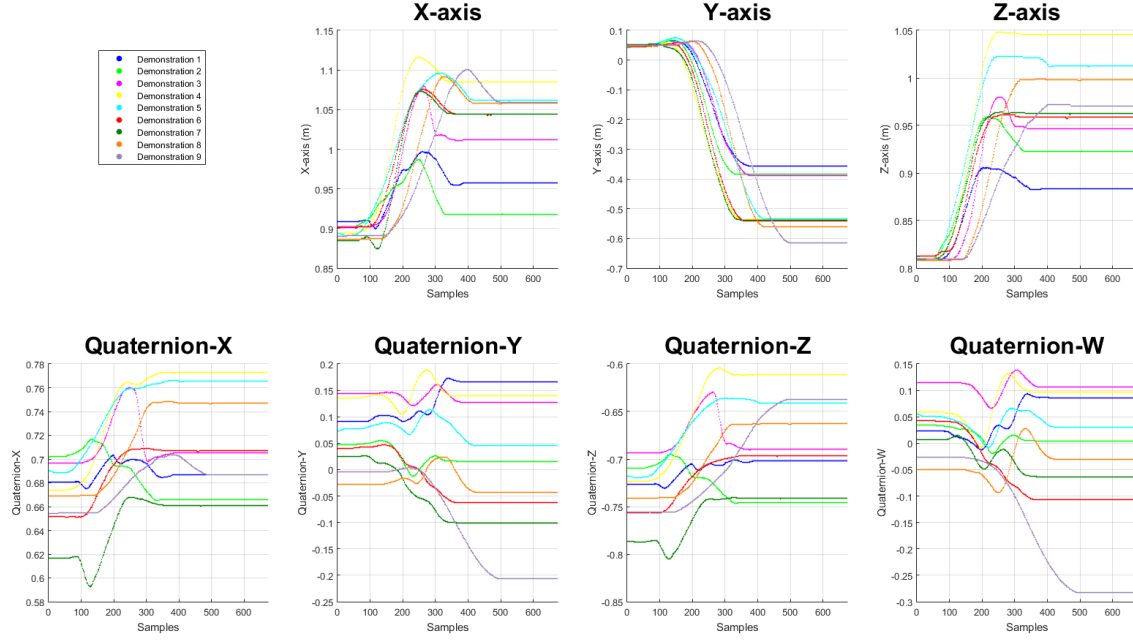 X-axis
Y-axis
Z-axis
Demonstration 1
Demonstration 2
Demonstration 3
Demonstration 4
Demonstration 5
Demonstration 6
Demonstration 7
Demonstration 8
Demonstration 9
X-axis (m)
1.15
1.1
1.05
1
0.95
0.9
0.85
0 100 200 300 400 500 600
Samples
Y-axis (m)
0.1
0
-0.1
-0.2
-0.3
-0.4
-0.5
-0.6
-0.7
0 100 200 300 400 500 600
Samples
Z-axis (m)
1.05
1
0.95
0.9
0.85
0.8
0 100 200 300 400 500 600
Samples
Quaternion-X
Quaternion-X
0.78
0.76
0.74
0.72
0.7
0.68
0.66
0.64
0.62
0.6
0.58
0 100 200 300 400 500 600
Samples
Quaternion-Y
Quaternion-Y
0.2
0.15
0.1
0.05
0
-0.05
-0.1
-0.15
-0.2
-0.25
0 100 200 300 400 500 600
Samples
Quaternion-Z
Quaternion-Z
-0.6
-0.65
-0.7
-0.75
-0.8
-0.85
0 100 200 300 400 500 600
Samples
Quaternion-W
Quaternion-W
0.15
0.1
0.05
0
-0.05
-0.1
-0.15
-0.2
-0.25
-0.3
0 100 200 300 400 500 600
Samples